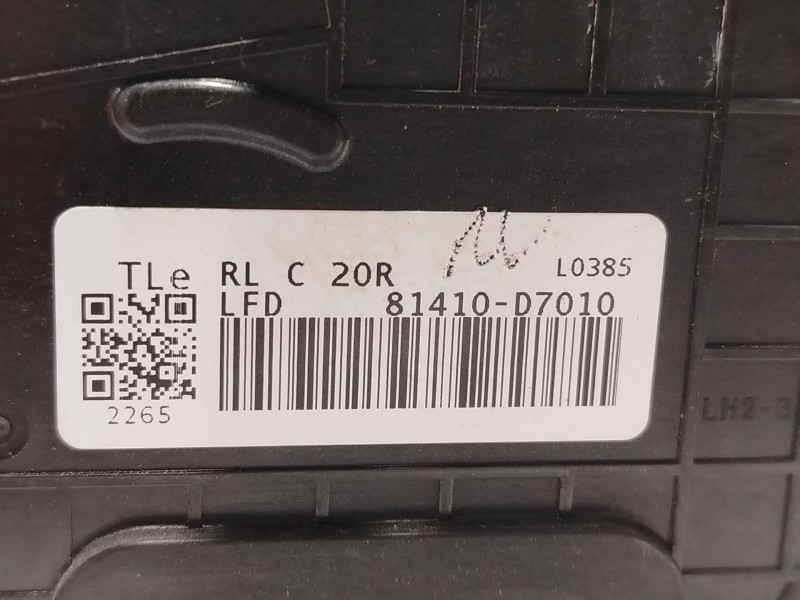 TLe RL C 20R L0385
LFD 81410-D7010
2265
LH2-3